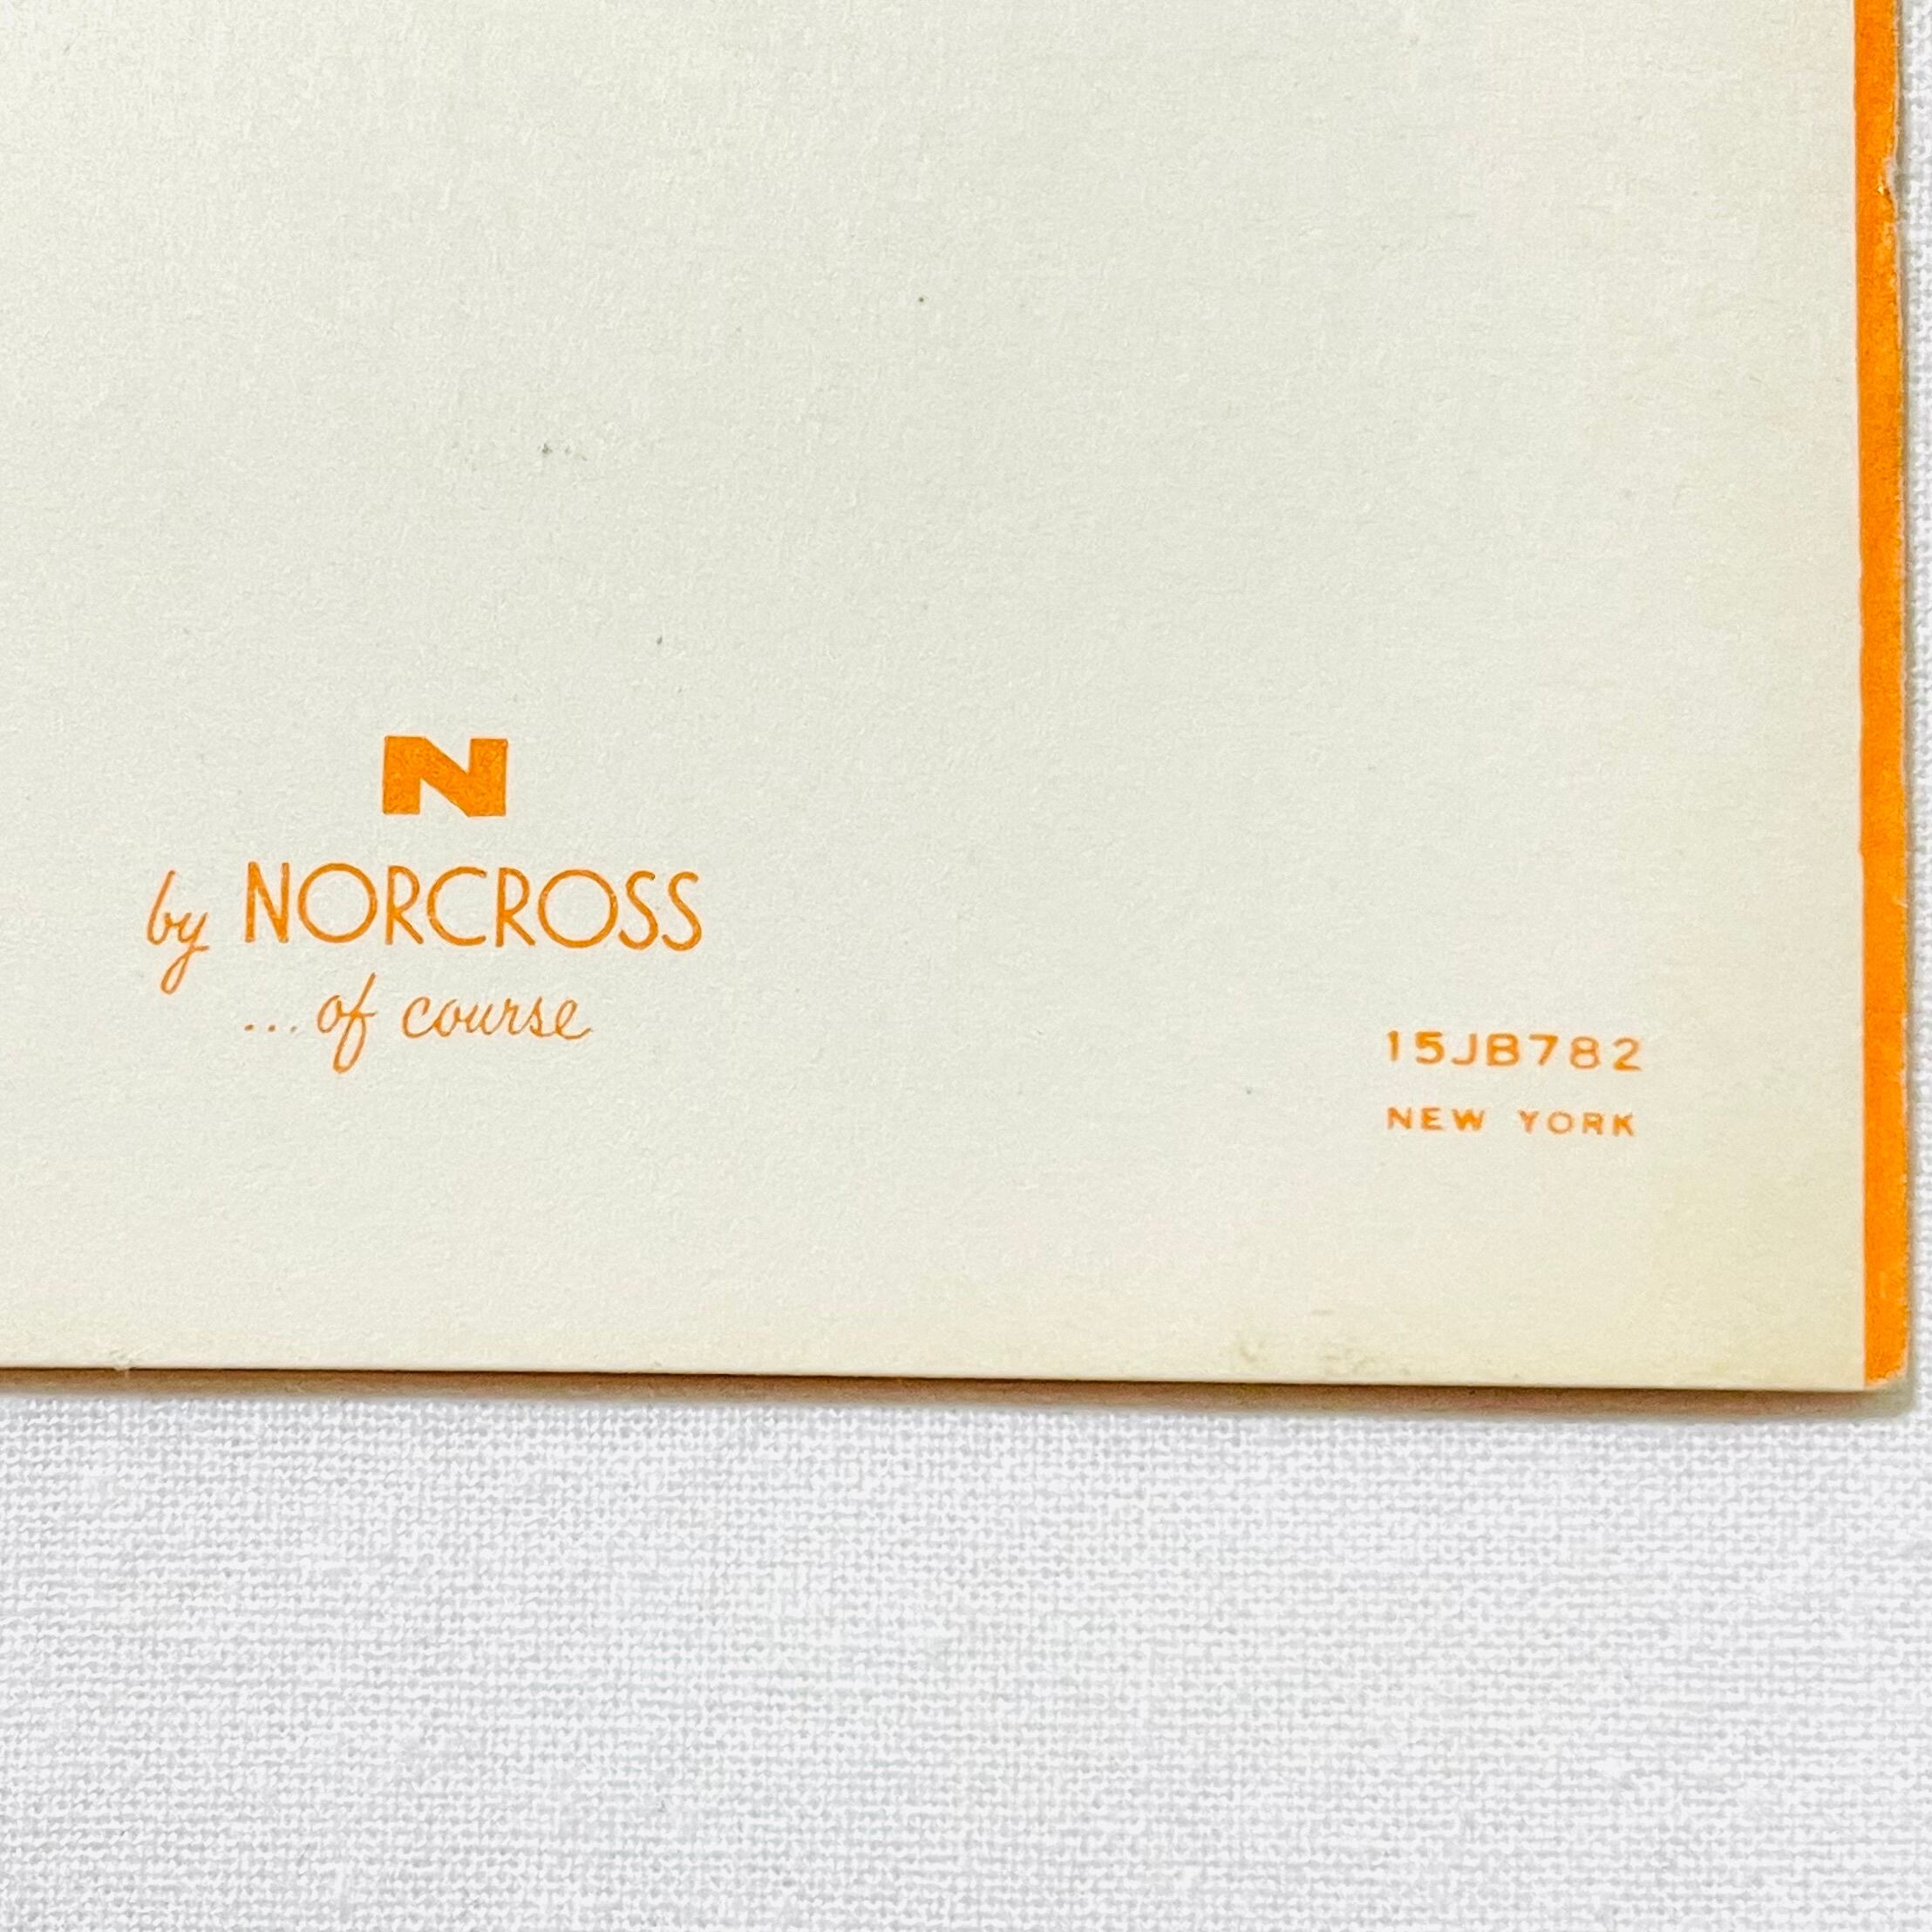 N
by NORCROSS
... of course
15JB782
NEW YORK